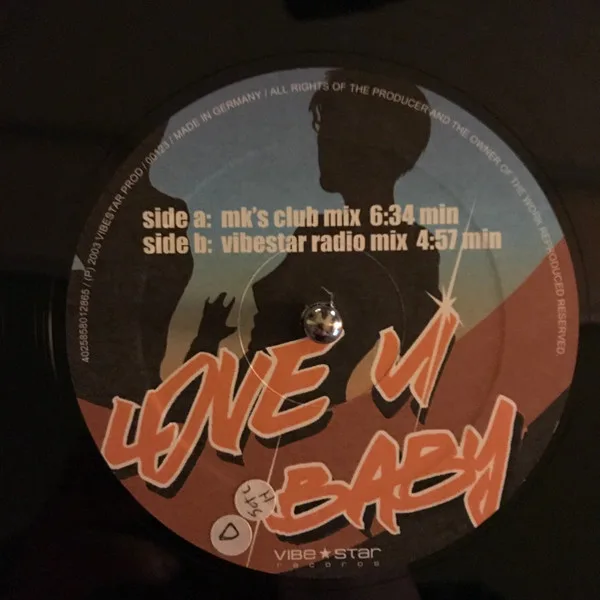 4025858012865 / (P) 2003 VIBESTAR PROD / 00123 / MADE IN GERMANY / ALL RIGHTS OF THE PRODUCER AND THE OWNER OF THE WORK REPRODUCED RESERVED
side a: mk's club mix 6:34 min
side b: vibestar radio mix 4:57 min
LOVE U
BABY
D
VIBE★STAR
records